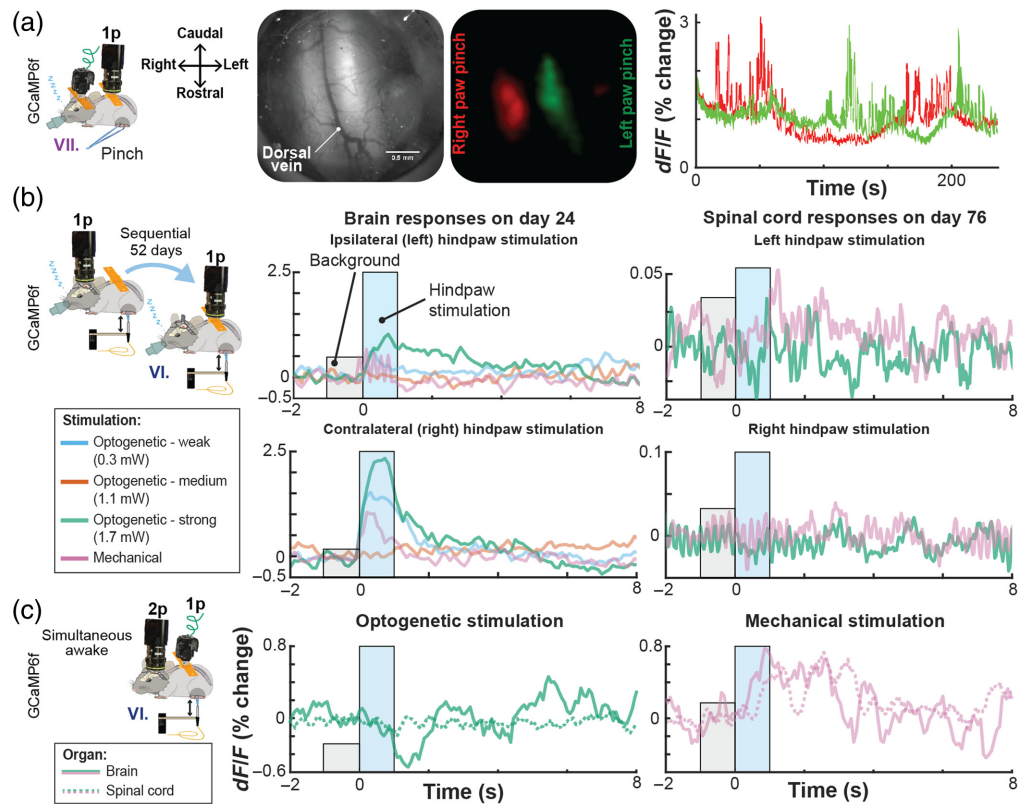 (a)
GCaMP6f
1p
Caudal
Right
Left
Rostral
VII.
Pinch
Dorsal
vein
0.5 mm
Right paw pinch
Left paw pinch
dF/F (% change)
3
0
0
200
Time (s)
(b)
GCaMP6f
1p
Sequential
52 days
1p
VI.
Stimulation:
Optogenetic - weak
(0.3 mW)
Optogenetic - medium
(1.1 mW)
Optogenetic - strong
(1.7 mW)
Mechanical
Brain responses on day 24
Ipsilateral (left) hindpaw stimulation
Background
Hindpaw
stimulation
2.5
0
−0.5
−2
0
8
Contralateral (right) hindpaw stimulation
2.5
0
−0.5
−2
0
8
Spinal cord responses on day 76
Left hindpaw stimulation
0.05
0
−2
0
8
Right hindpaw stimulation
0.1
0
−2
0
8
(c)
GCaMP6f
Simultaneous
awake
2p
1p
VI.
Organ:
Brain
Spinal cord
Optogenetic stimulation
dF/F (% change)
0.8
0
−0.6
−2
0
8
Time (s)
Mechanical stimulation
0.8
0
−2
0
8
Time (s)